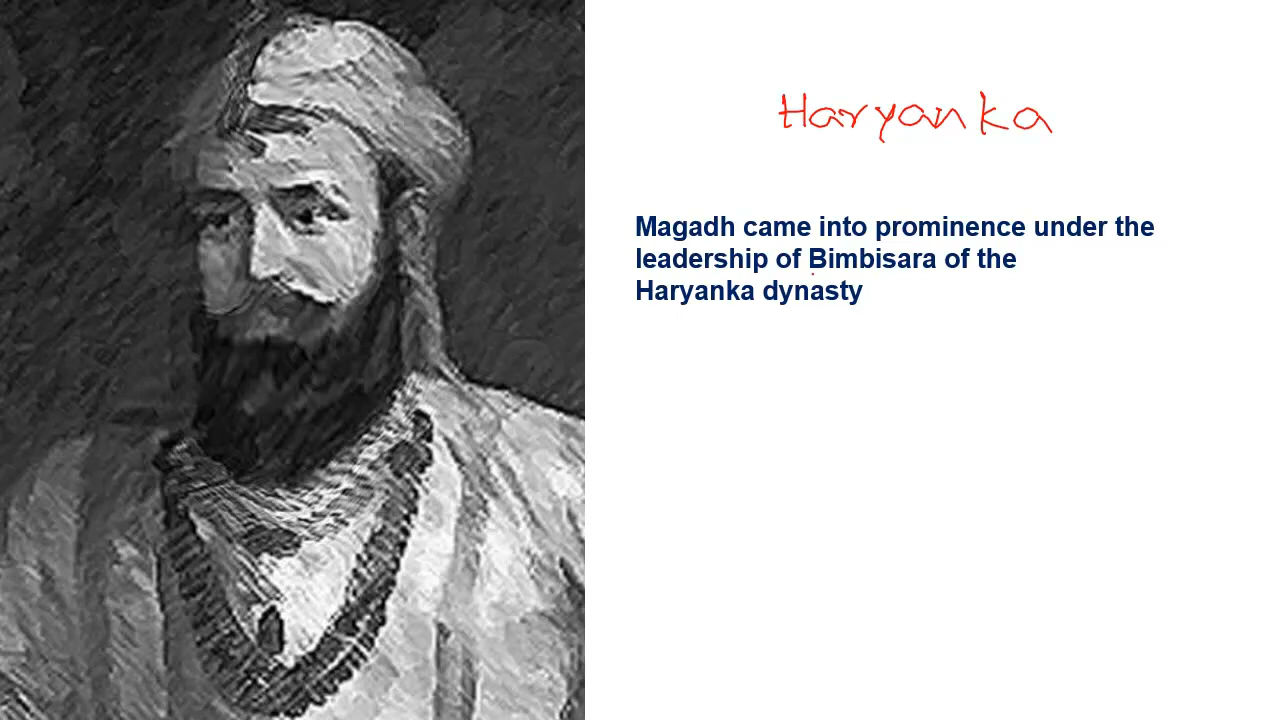 Haryanka
Magadh came into prominence under the
leadership of Bimbisara of the
Haryanka dynasty